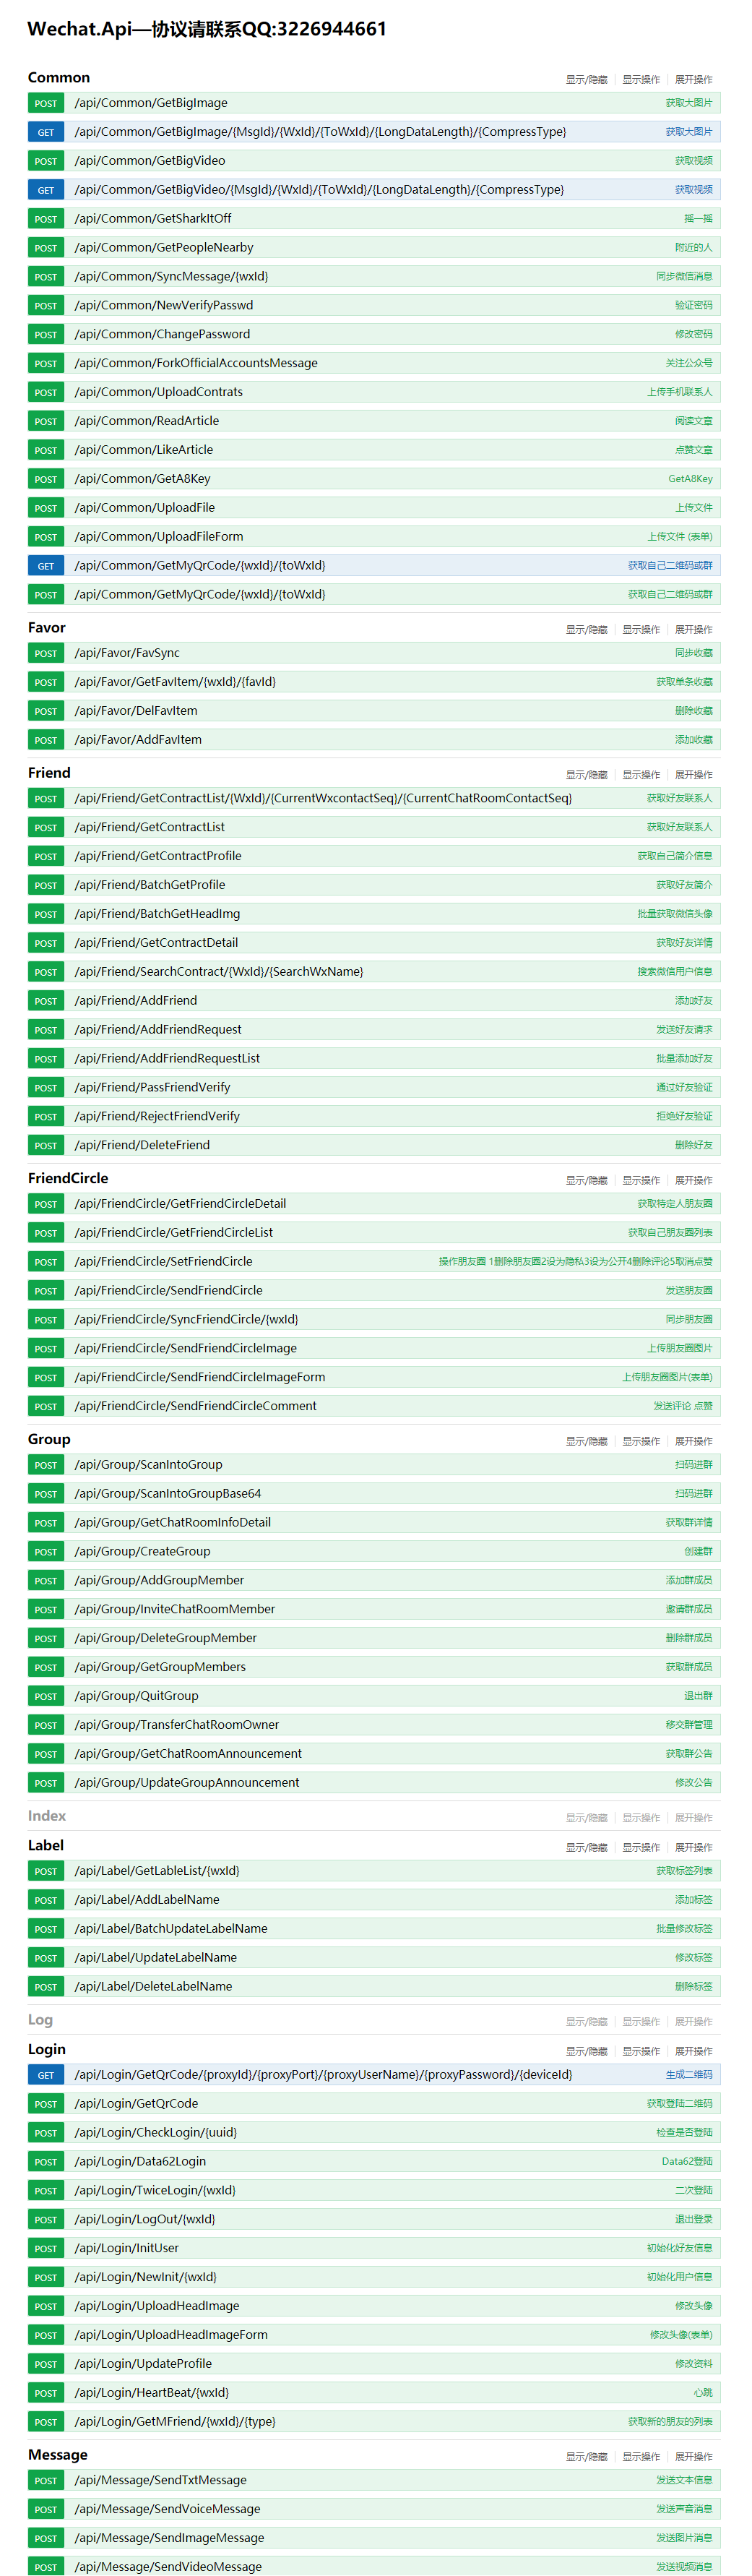 Wechat.Api—协议请联系QQ:3226944661
Common 显示/隐藏 显示操作 展开操作
POST /api/Common/GetBigImage 获取大图片
GET /api/Common/GetBigImage/{MsgId}/{WxId}/{ToWxId}/{LongDataLength}/{CompressType} 获取大图片
POST /api/Common/GetBigVideo 获取视频
GET /api/Common/GetBigVideo/{MsgId}/{WxId}/{ToWxId}/{LongDataLength}/{CompressType} 获取视频
POST /api/Common/GetSharkItOff 摇一摇
POST /api/Common/GetPeopleNearby 附近的人
POST /api/Common/SyncMessage/{wxId} 同步微信消息
POST /api/Common/NewVerifyPasswd 验证密码
POST /api/Common/ChangePassword 修改密码
POST /api/Common/ForkOfficialAccountsMessage 关注公众号
POST /api/Common/UploadContrats 上传手机联系人
POST /api/Common/ReadArticle 阅读文章
POST /api/Common/LikeArticle 点赞文章
POST /api/Common/GetA8Key GetA8Key
POST /api/Common/UploadFile 上传文件
POST /api/Common/UploadFileForm 上传文件 (表单)
GET /api/Common/GetMyQrCode/{wxId}/{toWxId} 获取自己二维码或群
POST /api/Common/GetMyQrCode/{wxId}/{toWxId} 获取自己二维码或群
Favor 显示/隐藏 显示操作 展开操作
POST /api/Favor/FavSync 同步收藏
POST /api/Favor/GetFavItem/{wxId}/{favId} 获取单条收藏
POST /api/Favor/DelFavItem 删除收藏
POST /api/Favor/AddFavItem 添加收藏
Friend 显示/隐藏 显示操作 展开操作
POST /api/Friend/GetContractList/{WxId}/{CurrentWxcontactSeq}/{CurrentChatRoomContactSeq} 获取好友联系人
POST /api/Friend/GetContractList 获取好友联系人
POST /api/Friend/GetContractProfile 获取自己简介信息
POST /api/Friend/BatchGetProfile 获取好友简介
POST /api/Friend/BatchGetHeadImg 批量获取微信头像
POST /api/Friend/GetContractDetail 获取好友详情
POST /api/Friend/SearchContract/{WxId}/{SearchWxName} 搜索微信用户信息
POST /api/Friend/AddFriend 添加好友
POST /api/Friend/AddFriendRequest 发送好友请求
POST /api/Friend/AddFriendRequestList 批量添加好友
POST /api/Friend/PassFriendVerify 通过好友验证
POST /api/Friend/RejectFriendVerify 拒绝好友验证
POST /api/Friend/DeleteFriend 删除好友
FriendCircle 显示/隐藏 显示操作 展开操作
POST /api/FriendCircle/GetFriendCircleDetail 获取特定人朋友圈
POST /api/FriendCircle/GetFriendCircleList 获取自己朋友圈列表
POST /api/FriendCircle/SetFriendCircle 操作朋友圈 1删除朋友圈2设为隐私3设为公开4删除评论5取消点赞
POST /api/FriendCircle/SendFriendCircle 发送朋友圈
POST /api/FriendCircle/SyncFriendCircle/{wxId} 同步朋友圈
POST /api/FriendCircle/SendFriendCircleImage 上传朋友圈图片
POST /api/FriendCircle/SendFriendCircleImageForm 上传朋友圈图片(表单)
POST /api/FriendCircle/SendFriendCircleComment 发送评论 点赞
Group 显示/隐藏 显示操作 展开操作
POST /api/Group/ScanIntoGroup 扫码进群
POST /api/Group/ScanIntoGroupBase64 扫码进群
POST /api/Group/GetChatRoomInfoDetail 获取群详情
POST /api/Group/CreateGroup 创建群
POST /api/Group/AddGroupMember 添加群成员
POST /api/Group/InviteChatRoomMember 邀请群成员
POST /api/Group/DeleteGroupMember 删除群成员
POST /api/Group/GetGroupMembers 获取群成员
POST /api/Group/QuitGroup 退出群
POST /api/Group/TransferChatRoomOwner 移交群管理
POST /api/Group/GetChatRoomAnnouncement 获取群公告
POST /api/Group/UpdateGroupAnnouncement 修改公告
Index 显示/隐藏 显示操作 展开操作
Label 显示/隐藏 显示操作 展开操作
POST /api/Label/GetLableList/{wxId} 获取标签列表
POST /api/Label/AddLabelName 添加标签
POST /api/Label/BatchUpdateLabelName 批量修改标签
POST /api/Label/UpdateLabelName 修改标签
POST /api/Label/DeleteLabelName 删除标签
Log 显示/隐藏 显示操作 展开操作
Login 显示/隐藏 显示操作 展开操作
GET /api/Login/GetQrCode/{proxyId}/{proxyPort}/{proxyUserName}/{proxyPassword}/{deviceId} 生成二维码
POST /api/Login/GetQrCode 获取登陆二维码
POST /api/Login/CheckLogin/{uuid} 检查是否登陆
POST /api/Login/Data62Login Data62登陆
POST /api/Login/TwiceLogin/{wxId} 二次登陆
POST /api/Login/LogOut/{wxId} 退出登录
POST /api/Login/InitUser 初始化好友信息
POST /api/Login/NewInit/{wxId} 初始化用户信息
POST /api/Login/UploadHeadImage 修改头像
POST /api/Login/UploadHeadImageForm 修改头像(表单)
POST /api/Login/UpdateProfile 修改资料
POST /api/Login/HeartBeat/{wxId} 心跳
POST /api/Login/GetMFriend/{wxId}/{type} 获取新的朋友的列表
Message 显示/隐藏 显示操作 展开操作
POST /api/Message/SendTxtMessage 发送文本信息
POST /api/Message/SendVoiceMessage 发送声音消息
POST /api/Message/SendImageMessage 发送图片消息
POST /api/Message/SendVideoMessage 发送视频消息